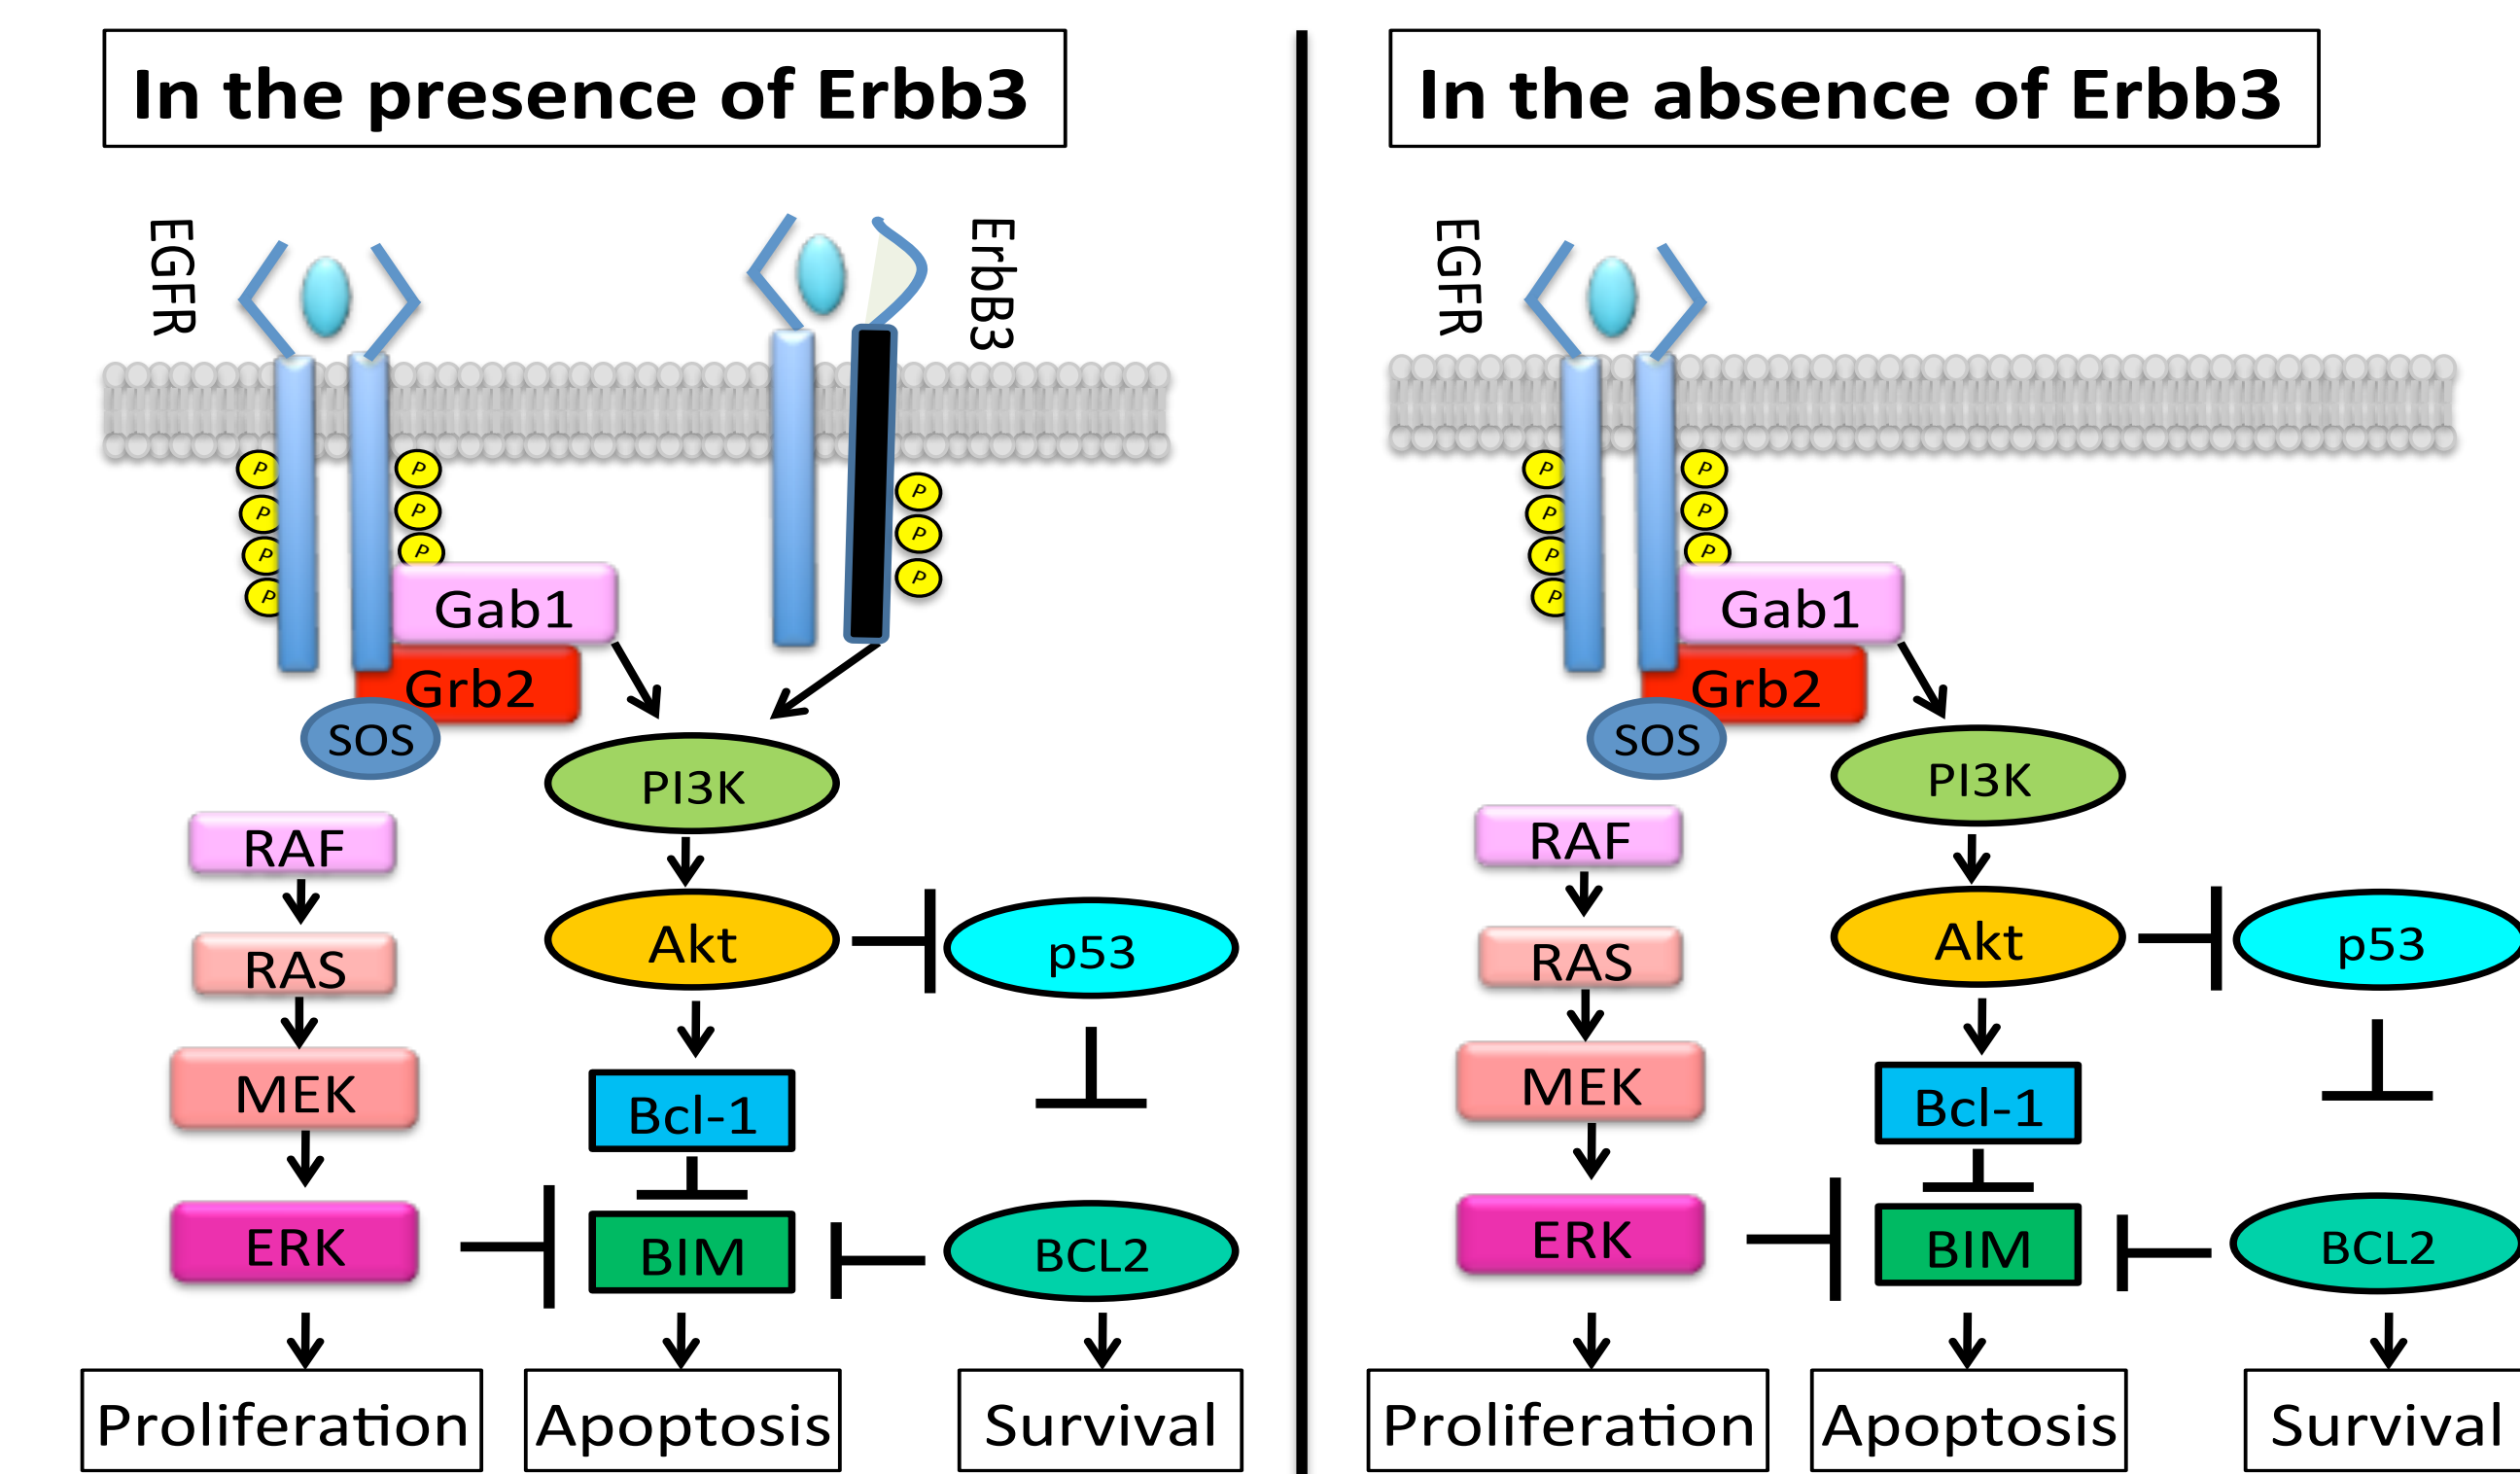 In the presence of Erbb3
EGFR
ErbB3
P
P
P
P
P
P
P
P
P
P
Gab1
Grb2
SOS
PI3K
RAF
Akt
p53
RAS
MEK
Bcl-1
ERK
BIM
BCL2
Proliferation
Apoptosis
Survival
In the absence of Erbb3
EGFR
P
P
P
P
P
P
P
Gab1
Grb2
SOS
PI3K
RAF
Akt
p53
RAS
MEK
Bcl-1
ERK
BIM
BCL2
Proliferation
Apoptosis
Survival